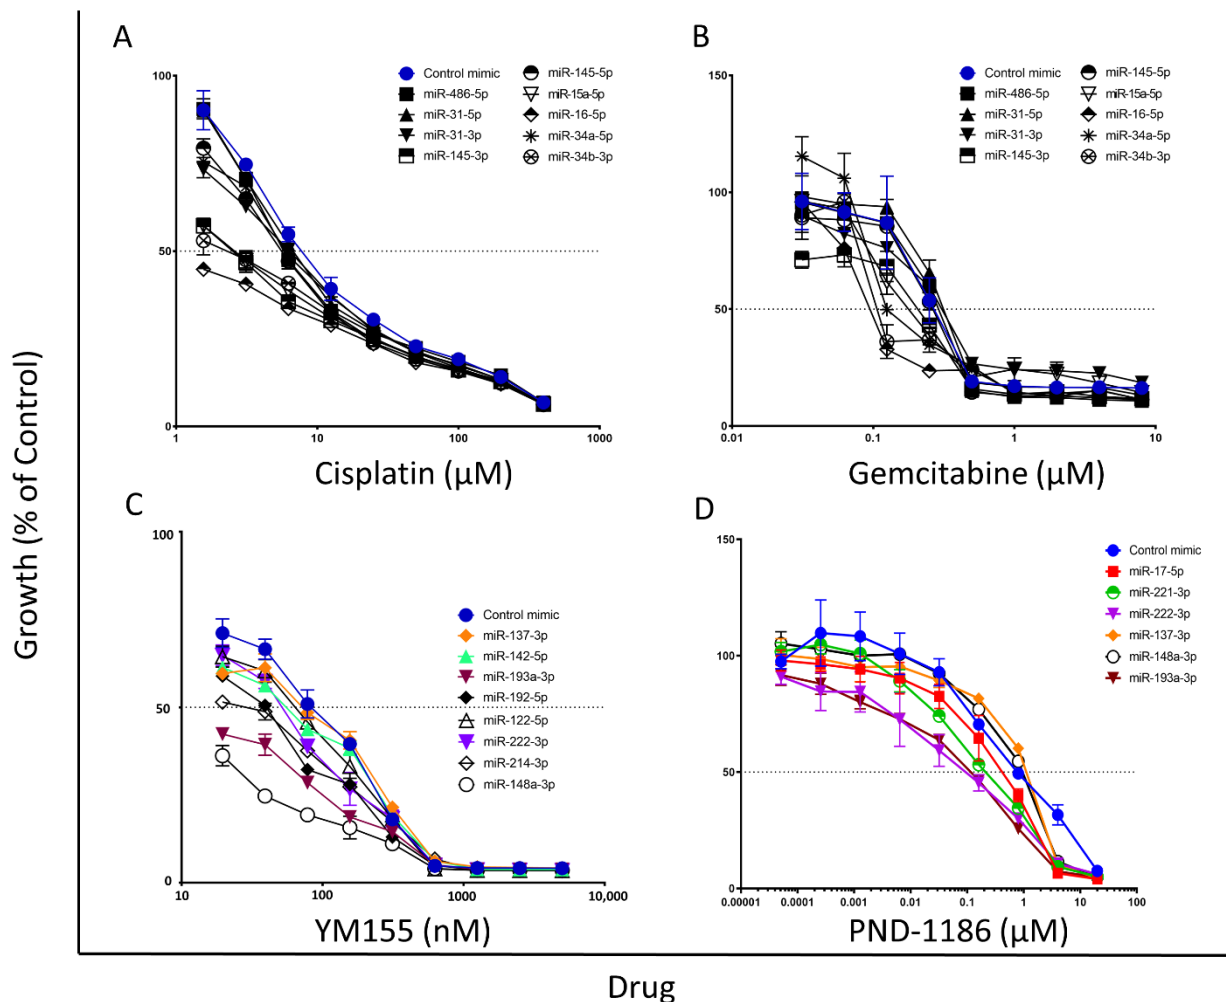 A
100
50
0
1
10
100
1000
Control mimic
miR-486-5p
miR-31-5p
miR-31-3p
miR-145-3p
miR-145-5p
miR-15a-5p
miR-16-5p
miR-34a-5p
miR-34b-3p
Cisplatin (µM)
B
150
100
50
0
0.01
0.1
1
10
Control mimic
miR-486-5p
miR-31-5p
miR-31-3p
miR-145-3p
miR-145-5p
miR-15a-5p
miR-16-5p
miR-34a-5p
miR-34b-3p
Gemcitabine (µM)
Growth (% of Control)
C
100
50
0
10
100
1000
10,000
Control mimic
miR-137-3p
miR-142-5p
miR-193a-3p
miR-192-5p
miR-122-5p
miR-222-3p
miR-214-3p
miR-148a-3p
YM155 (nM)
D
150
100
50
0
0.00001
0.0001
0.001
0.01
0.1
1
10
100
Control mimic
miR-17-5p
miR-221-3p
miR-222-3p
miR-137-3p
miR-148a-3p
miR-193a-3p
PND-1186 (µM)
Drug